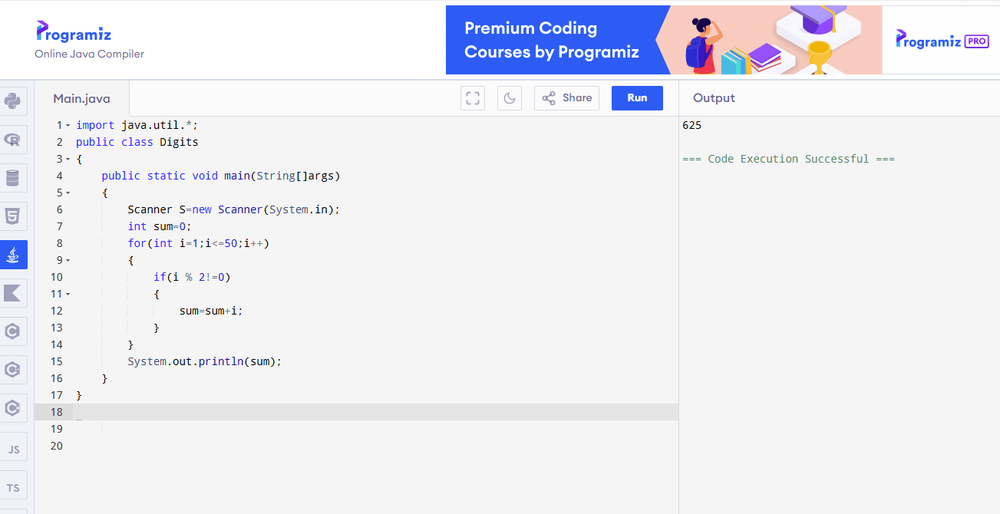 Programiz
Online Java Compiler
Premium Coding
Courses by Programiz
Programiz PRO
Main.java
Share
Run
Output
1 import java.util.*;
2 public class Digits
3 {
4 public static void main(String[]args)
5 {
6 Scanner S=new Scanner(System.in);
7 int sum=0;
8 for(int i=1;i<=50;i++)
9 {
10 if(i % 2!=0)
11 {
12 sum=sum+i;
13 }
14 }
15 System.out.println(sum);
16 }
17 }
18
19
20
625
=== Code Execution Successful ===
R
5
C
C
C
JS
TS